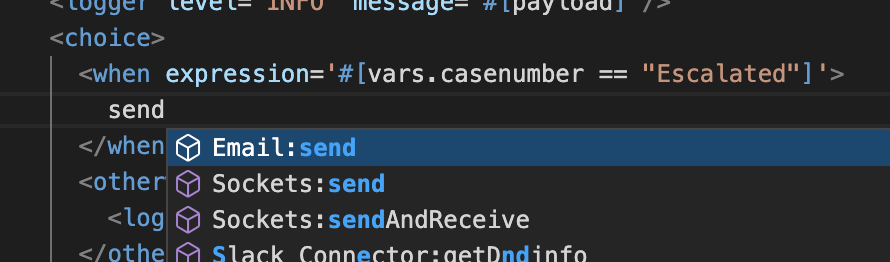 <logger level="INFO" message="#[payload]"/>
<choice>
<when expression='#[vars.casenumber == "Escalated"]'>
send
</when
Email:send
<other
Sockets:send
<log
Sockets:sendAndReceive
</othe
Slack Connector:getDndinfo